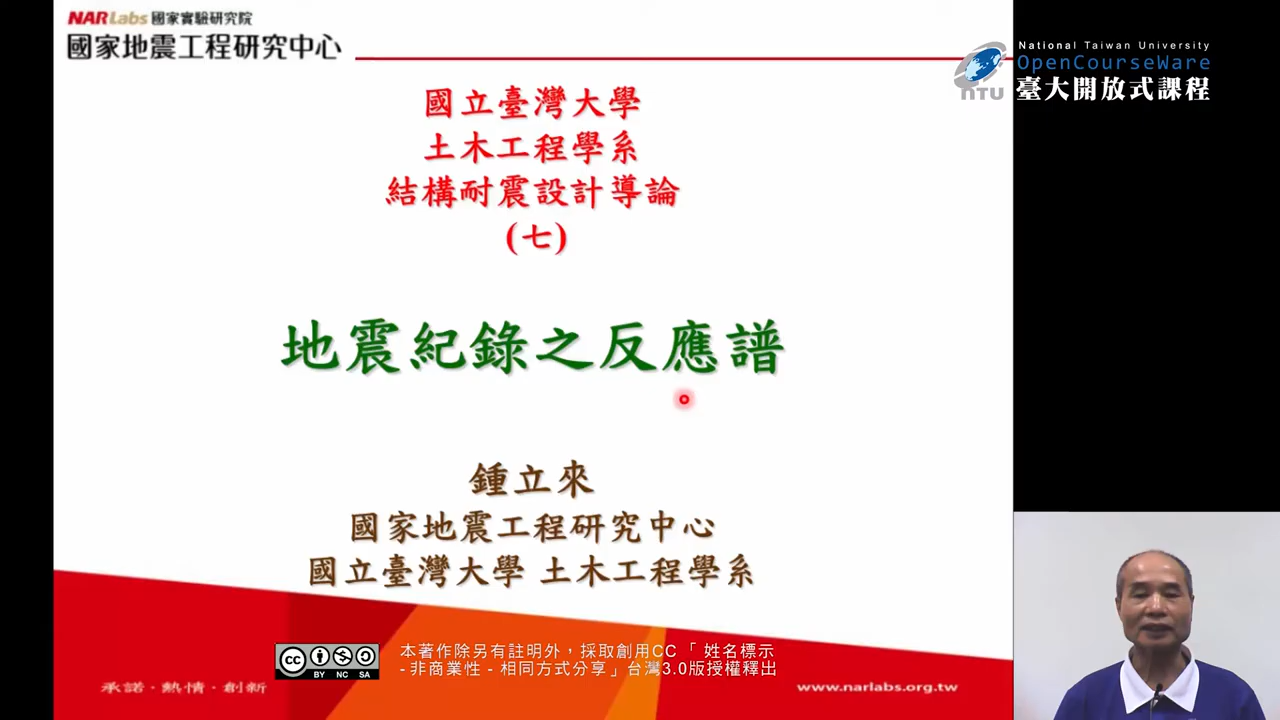 NARLabs 國家實驗研究院
國家地震工程研究中心
National Taiwan University
OpenCourseWare
臺大開放式課程
NTU
國立臺灣大學
土木工程學系
結構耐震設計導論
(七)
地震紀錄之反應譜
鍾立來
國家地震工程研究中心
國立臺灣大學 土木工程學系
cc BY NC SA
本著作除另有註明外，採取創用CC「 姓名標示
- 非商業性 - 相同方式分享」台灣3.0版授權釋出
承諾．熱情．創新
www.narlabs.org.tw